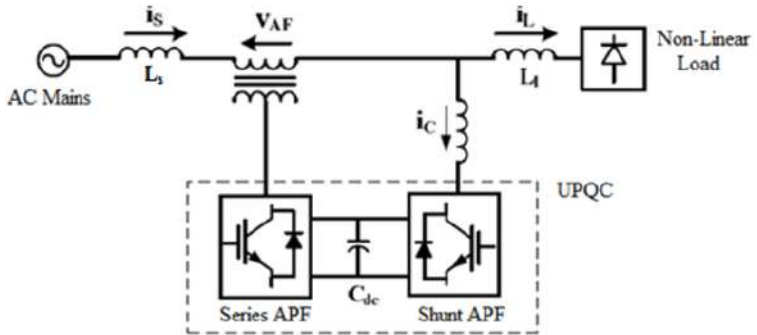 iS
vAF
iL
Non-Linear
Load
Ls
Ll
AC Mains
iC
UPQC
Cdc
Series APF
Shunt APF